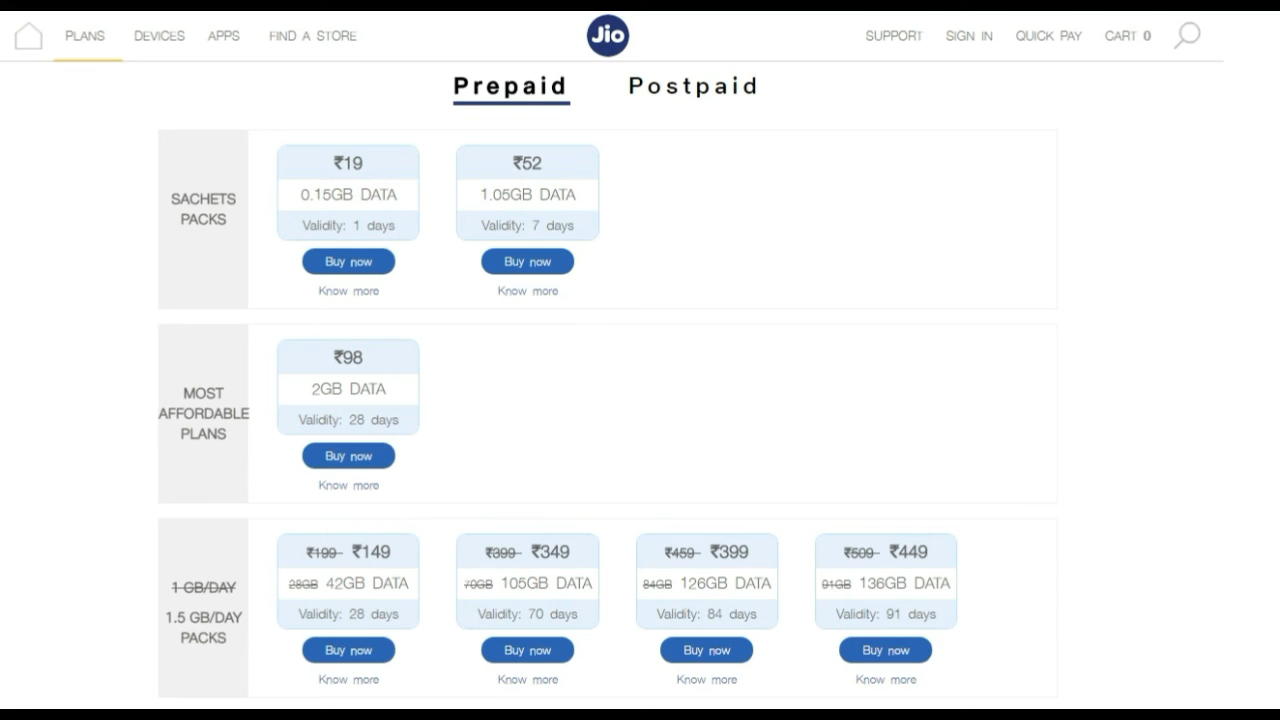 PLANS DEVICES APPS FIND A STORE Jio SUPPORT SIGN IN QUICK PAY CART 0
Prepaid Postpaid
SACHETS
PACKS
₹19 ₹52
0.15GB DATA 1.05GB DATA
Validity: 1 days Validity: 7 days
Buy now Buy now
Know more Know more
MOST
AFFORDABLE
PLANS
₹98
2GB DATA
Validity: 28 days
Buy now
Know more
1 GB/DAY
1.5 GB/DAY
PACKS
₹199 ₹149 ₹399 ₹349 ₹459 ₹399 ₹509 ₹449
28GB 42GB DATA 70GB 105GB DATA 84GB 126GB DATA 91GB 136GB DATA
Validity: 28 days Validity: 70 days Validity: 84 days Validity: 91 days
Buy now Buy now Buy now Buy now
Know more Know more Know more Know more